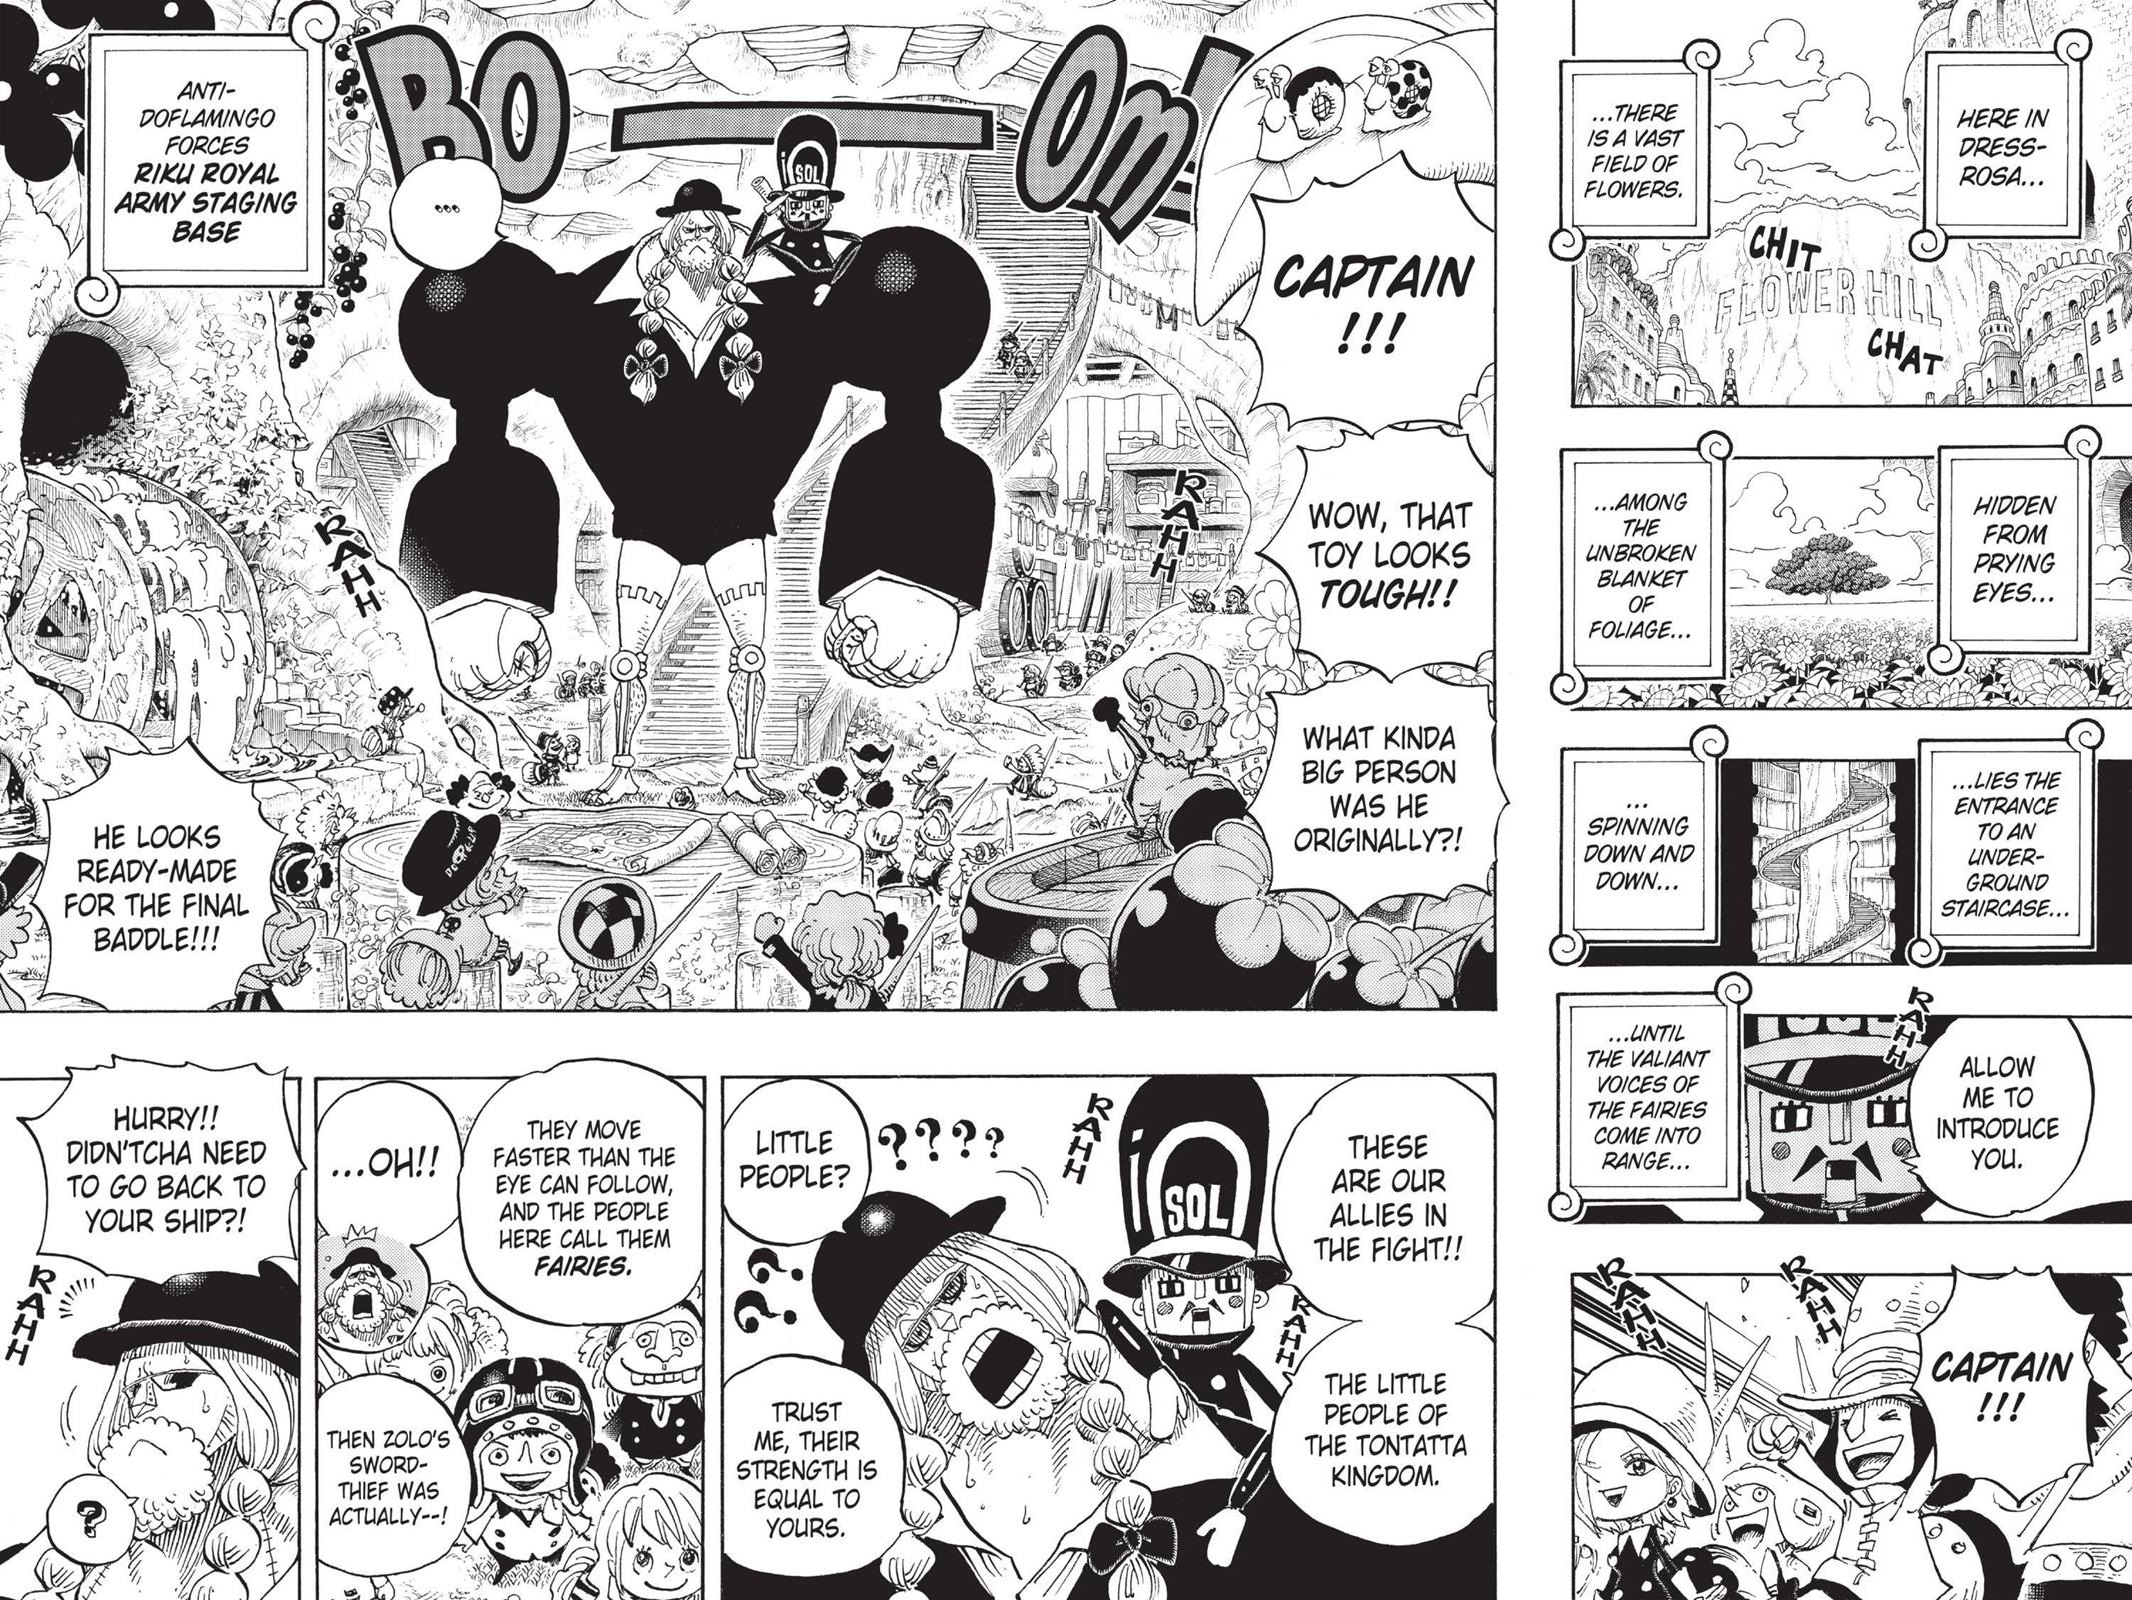 HERE IN
DRESS-
ROSA...
...THERE
IS A VAST
FIELD OF
FLOWERS.
CHIT
FLOWER HILL
CHAT
HIDDEN
FROM
PRYING
EYES...
...AMONG
THE
UNBROKEN
BLANKET
OF
FOLIAGE...
...LIES THE
ENTRANCE
TO AN
UNDER-
GROUND
STAIRCASE...
...
SPINNING
DOWN AND
DOWN...
...UNTIL
THE VALIANT
VOICES OF
THE FAIRIES
COME INTO
RANGE...
RAHH
ALLOW
ME TO
INTRODUCE
YOU.
RAHH
RAHH
CAPTAIN
!!!
ANTI-
DOFLAMINGO
FORCES
RIKU ROYAL
ARMY STAGING
BASE
BO
OM!
...
SOL
CAPTAIN
!!!
WOW, THAT
TOY LOOKS
TOUGH!!
WHAT KINDA
BIG PERSON
WAS HE
ORIGINALLY?!
RAHH
RAHH
HE LOOKS
READY-MADE
FOR THE FINAL
BADDLE!!!
THESE
ARE OUR
ALLIES IN
THE FIGHT!!
THE LITTLE
PEOPLE OF
THE TONTATTA
KINGDOM.
RAHH
RAHH
SOL
????
LITTLE
PEOPLE?
??
TRUST
ME, THEIR
STRENGTH IS
EQUAL TO
YOURS.
THEY MOVE
FASTER THAN THE
EYE CAN FOLLOW,
AND THE PEOPLE
HERE CALL THEM
FAIRIES.
...OH!!
THEN ZOLO'S
SWORD-
THIEF WAS
ACTUALLY--!
HURRY!!
DIDN'TCHA NEED
TO GO BACK TO
YOUR SHIP?!
RAHH
?